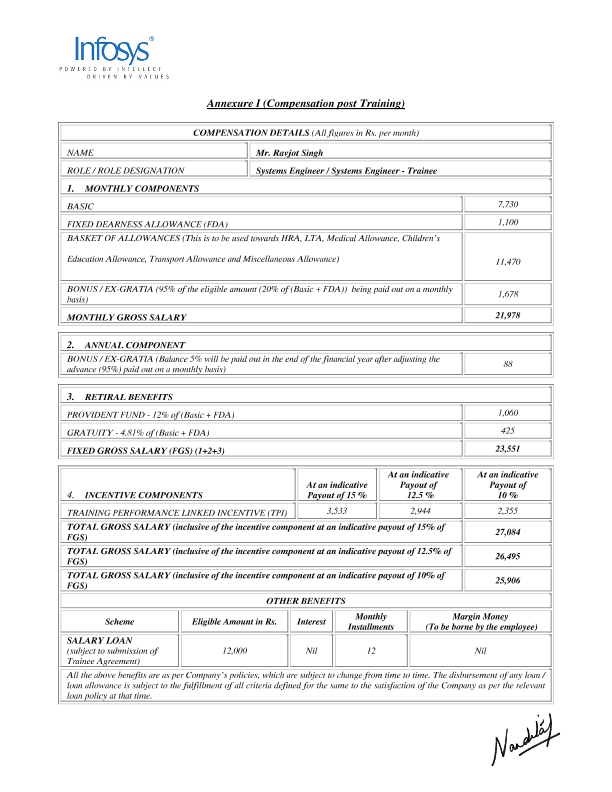 Infosys®
POWERED BY INTELLECT
DRIVEN BY VALUES
Annexure I (Compensation post Training)
COMPENSATION DETAILS (All figures in Rs. per month)
NAME Mr. Ravjot Singh
ROLE / ROLE DESIGNATION Systems Engineer / Systems Engineer - Trainee
1. MONTHLY COMPONENTS
BASIC 7,730
FIXED DEARNESS ALLOWANCE (FDA) 1,100
BASKET OF ALLOWANCES (This is to be used towards HRA, LTA, Medical Allowance, Children's
Education Allowance, Transport Allowance and Miscellaneous Allowance) 11,470
BONUS / EX-GRATIA (95% of the eligible amount (20% of (Basic + FDA)) being paid out on a monthly
basis) 1,678
MONTHLY GROSS SALARY 21,978
2. ANNUAL COMPONENT
BONUS / EX-GRATIA (Balance 5% will be paid out in the end of the financial year after adjusting the
advance (95%) paid out on a monthly basis) 88
3. RETIRAL BENEFITS
PROVIDENT FUND - 12% of (Basic + FDA) 1,060
GRATUITY - 4.81% of (Basic + FDA) 425
FIXED GROSS SALARY (FGS) (1+2+3) 23,551
4. INCENTIVE COMPONENTS
At an indicative
Payout of 15 %
At an indicative
Payout of
12.5 %
At an indicative
Payout of
10 %
TRAINING PERFORMANCE LINKED INCENTIVE (TPI) 3,533 2,944 2,355
TOTAL GROSS SALARY (inclusive of the incentive component at an indicative payout of 15% of
FGS) 27,084
TOTAL GROSS SALARY (inclusive of the incentive component at an indicative payout of 12.5% of
FGS) 26,495
TOTAL GROSS SALARY (inclusive of the incentive component at an indicative payout of 10% of
FGS) 25,906
OTHER BENEFITS
Scheme
Eligible Amount in Rs.
Interest
Monthly
Installments
Margin Money
(To be borne by the employee)
SALARY LOAN
(subject to submission of
Trainee Agreement)
12,000
Nil
12
Nil
All the above benefits are as per Company's policies, which are subject to change from time to time. The disbursement of any loan /
loan allowance is subject to the fulfillment of all criteria defined for the same to the satisfaction of the Company as per the relevant
loan policy at that time.